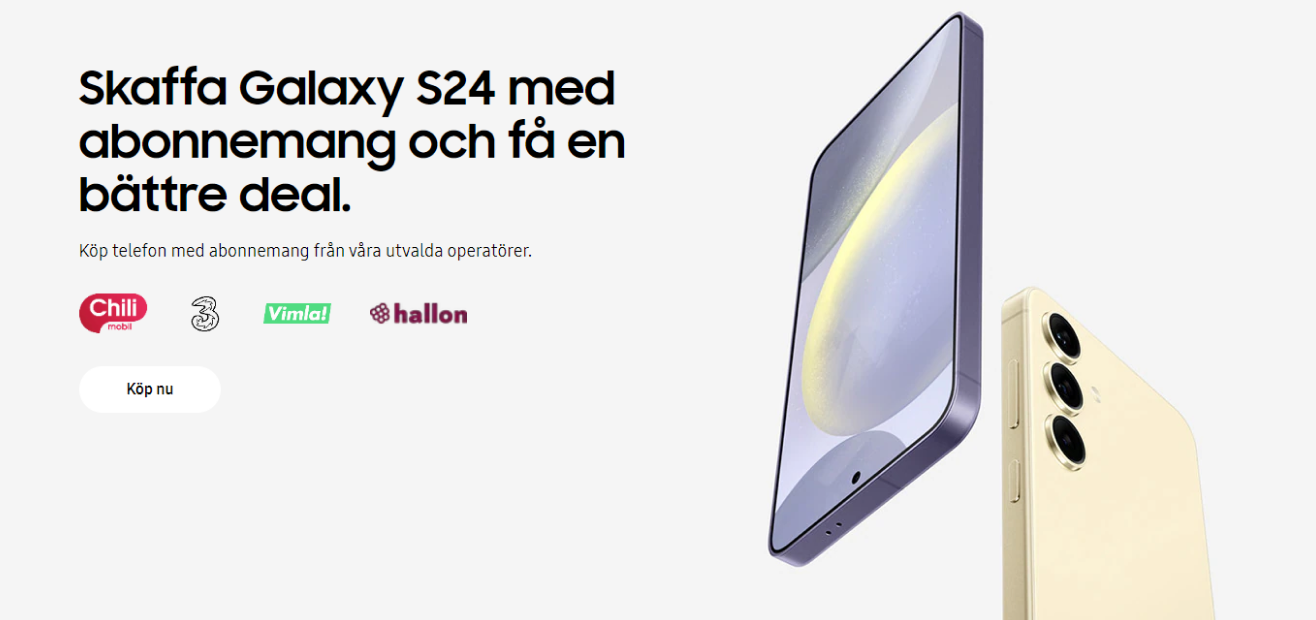 Skaffa Galaxy S24 med
abonnemang och få en
bättre deal.
Köp telefon med abonnemang från våra utvalda operatörer.
Chili
mobil
3
Vimla!
hallon
Köp nu